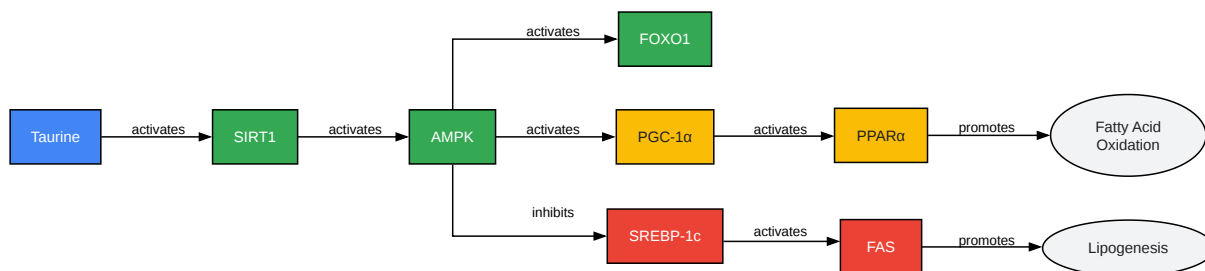 activates
FOXO1
Taurine
activates
SIRT1
activates
AMPK
activates
PGC-1α
activates
PPARα
promotes
Fatty Acid
Oxidation
inhibits
SREBP-1c
activates
FAS
promotes
Lipogenesis